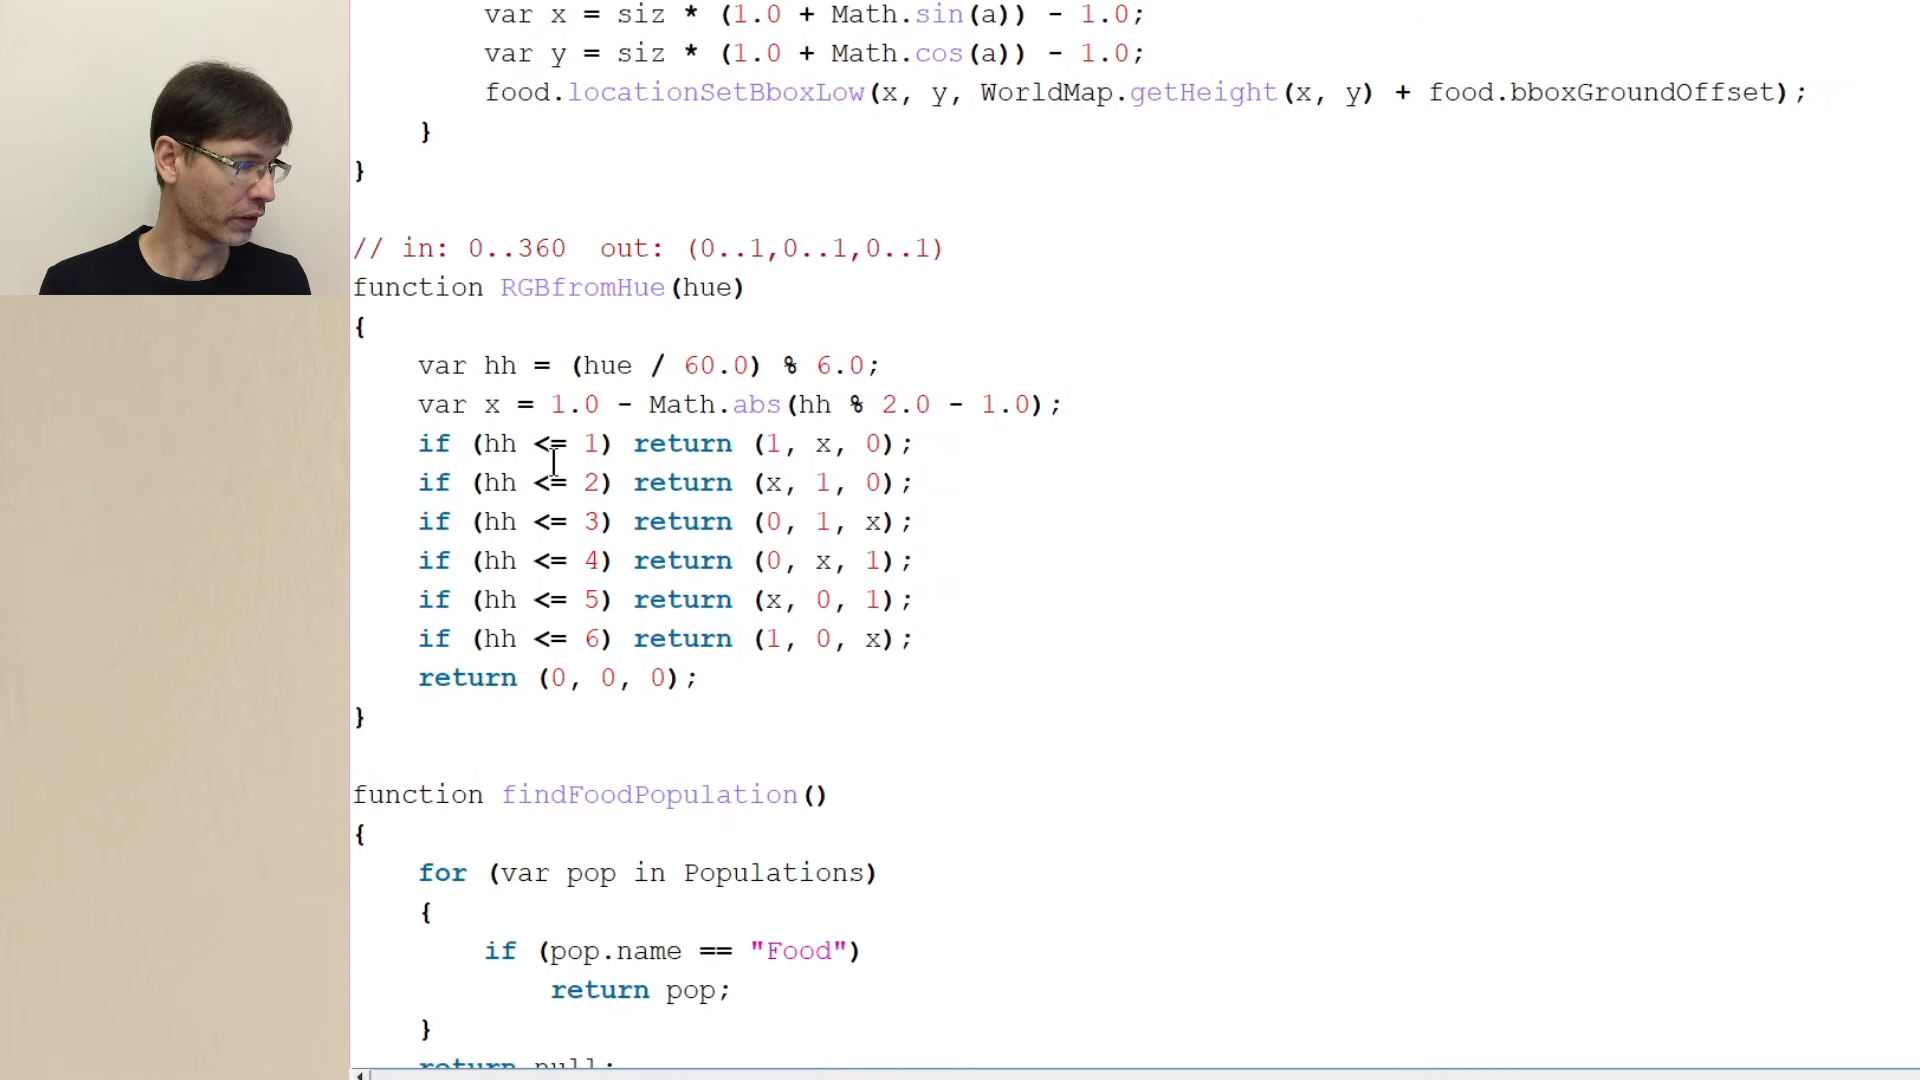 var x = siz * (1.0 + Math.sin(a)) - 1.0;
var y = siz * (1.0 + Math.cos(a)) - 1.0;
food.locationSetBboxLow(x, y, WorldMap.getHeight(x, y) + food.bboxGroundOffset);
}
}
// in: 0..360  out: (0..1,0..1,0..1)
function RGBfromHue(hue)
{
var hh = (hue / 60.0) % 6.0;
var x = 1.0 - Math.abs(hh % 2.0 - 1.0);
if (hh <= 1) return (1, x, 0);
if (hh <= 2) return (x, 1, 0);
if (hh <= 3) return (0, 1, x);
if (hh <= 4) return (0, x, 1);
if (hh <= 5) return (x, 0, 1);
if (hh <= 6) return (1, 0, x);
return (0, 0, 0);
}
function findFoodPopulation()
{
for (var pop in Populations)
{
if (pop.name == "Food")
return pop;
}
return null;